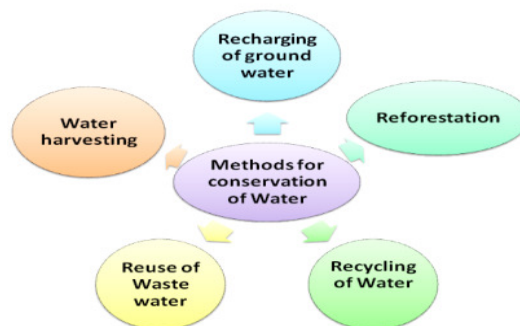 Recharging
of ground
water
Reforestation
Water
harvesting
Methods for
conservation
of Water
Reuse of
Waste
water
Recycling
of Water